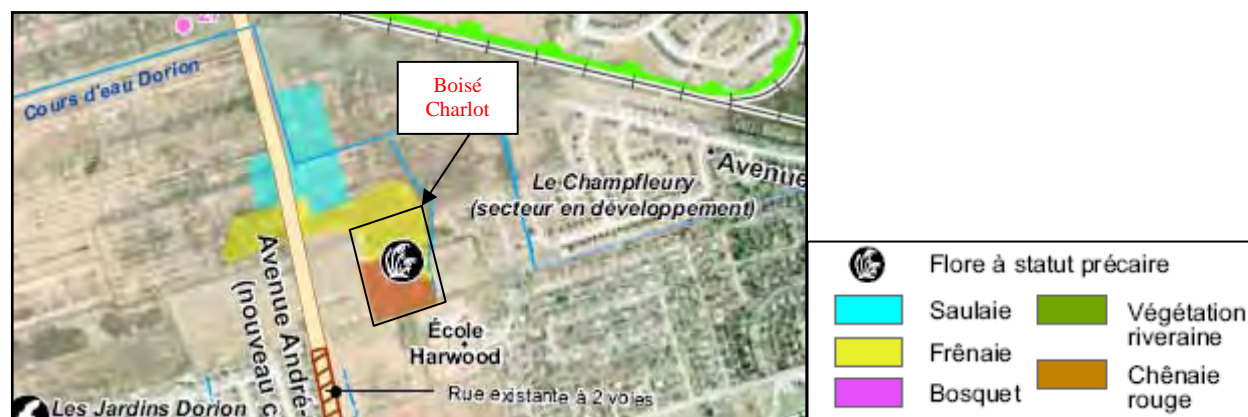 27
Cours d'eau Dorion
Boisé
Charlot
Avenue
Le Champfleury
(secteur en développement)
Avenue André-
(nouveau c
École
Harwood
Rue existante à 2 voies
Les Jardins Dorion
Flore à statut précaire
Saulaie
Végétation
riveraine
Frênaie
Bosquet
Chênaie
rouge